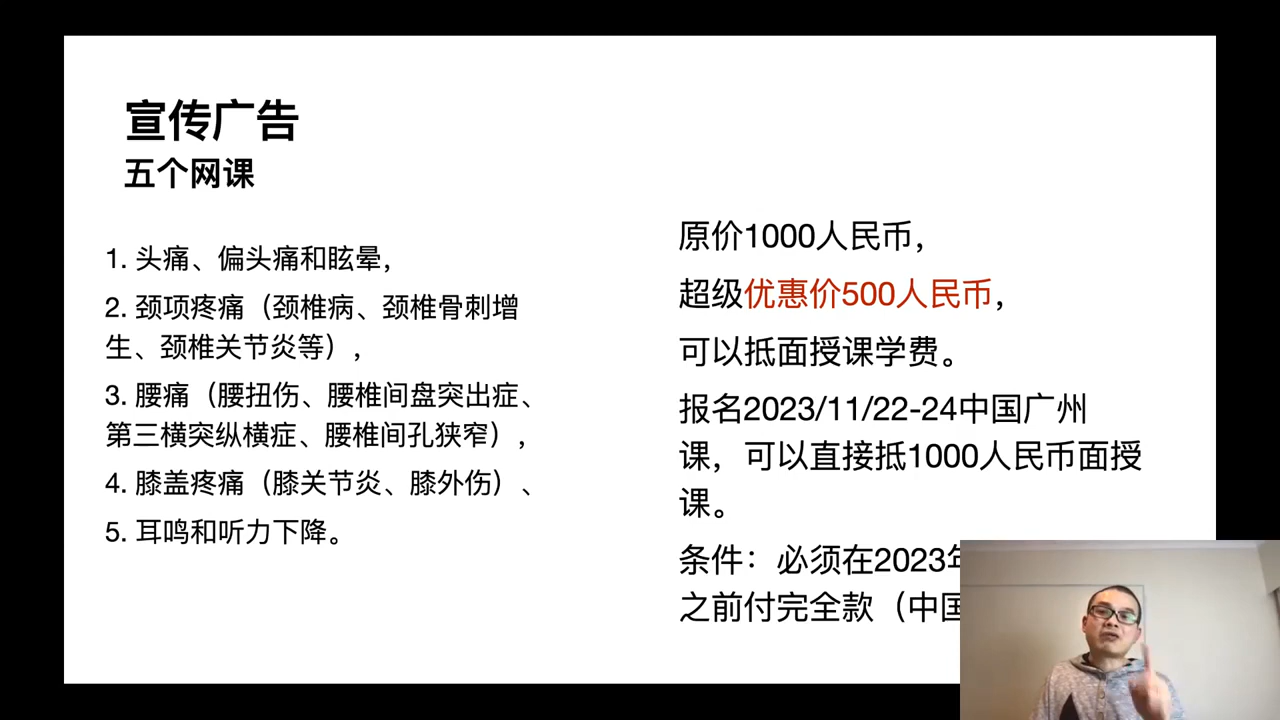 宣传广告
五个网课
1. 头痛、偏头痛和眩晕，
2. 颈项疼痛（颈椎病、颈椎骨刺增
生、颈椎关节炎等），
3. 腰痛（腰扭伤、腰椎间盘突出症、
第三横突纵横症、腰椎间孔狭窄），
4. 膝盖疼痛（膝关节炎、膝外伤）、
5. 耳鸣和听力下降。
原价1000人民币，
超级优惠价500人民币，
可以抵面授课学费。
报名2023/11/22-24中国广州
课，可以直接抵1000人民币面授
课。
条件：必须在2023年
之前付完全款（中国